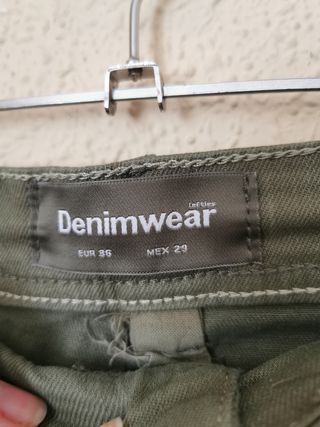 Lefties
Denimwear
EUR 36 MEX 29